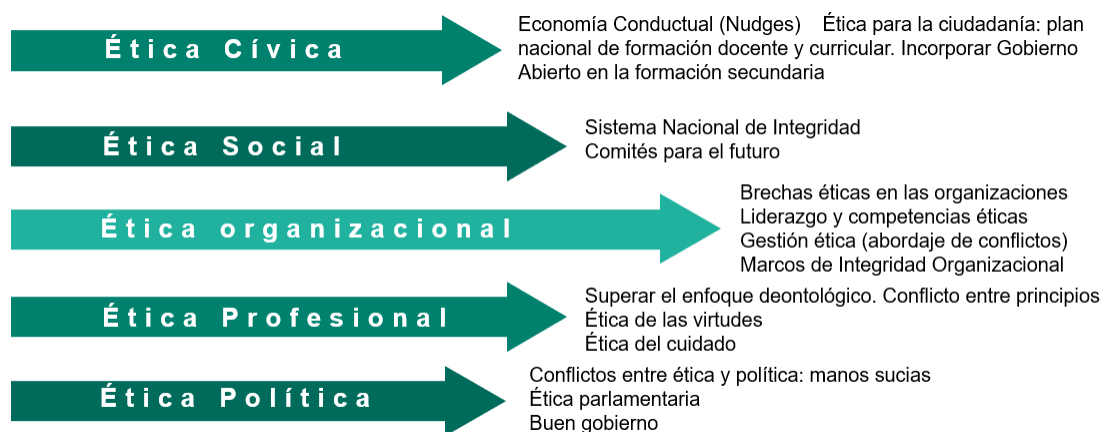 Ética Cívica
Economía Conductual (Nudges) Ética para la ciudadanía: plan
nacional de formación docente y curricular. Incorporar Gobierno
Abierto en la formación secundaria
Ética Social
Sistema Nacional de Integridad
Comités para el futuro
Ética organizacional
Brechas éticas en las organizaciones
Liderazgo y competencias éticas
Gestión ética (abordaje de conflictos)
Marcos de Integridad Organizacional
Ética Profesional
Superar el enfoque deontológico. Conflicto entre principios
Ética de las virtudes
Ética del cuidado
Ética Política
Conflictos entre ética y política: manos sucias
Ética parlamentaria
Buen gobierno